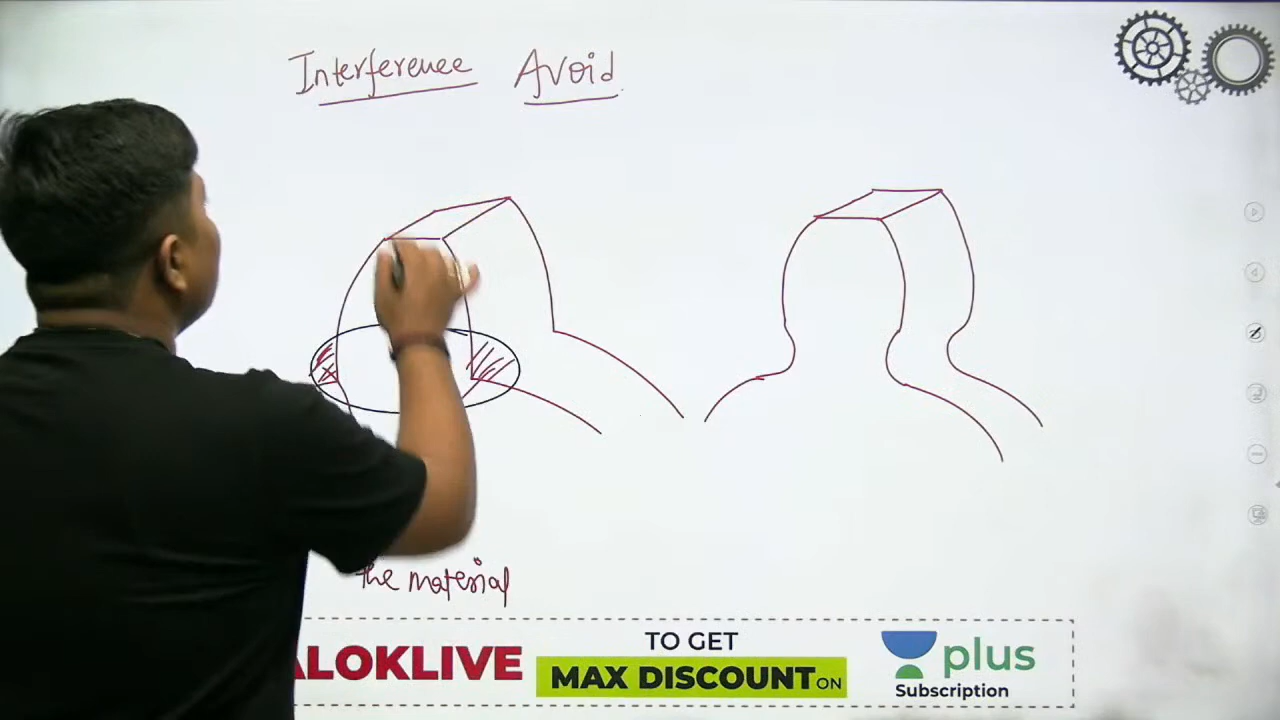 Interference Avoid
the material
ALOKLIVE
TO GET
MAX DISCOUNT ON
plus
Subscription